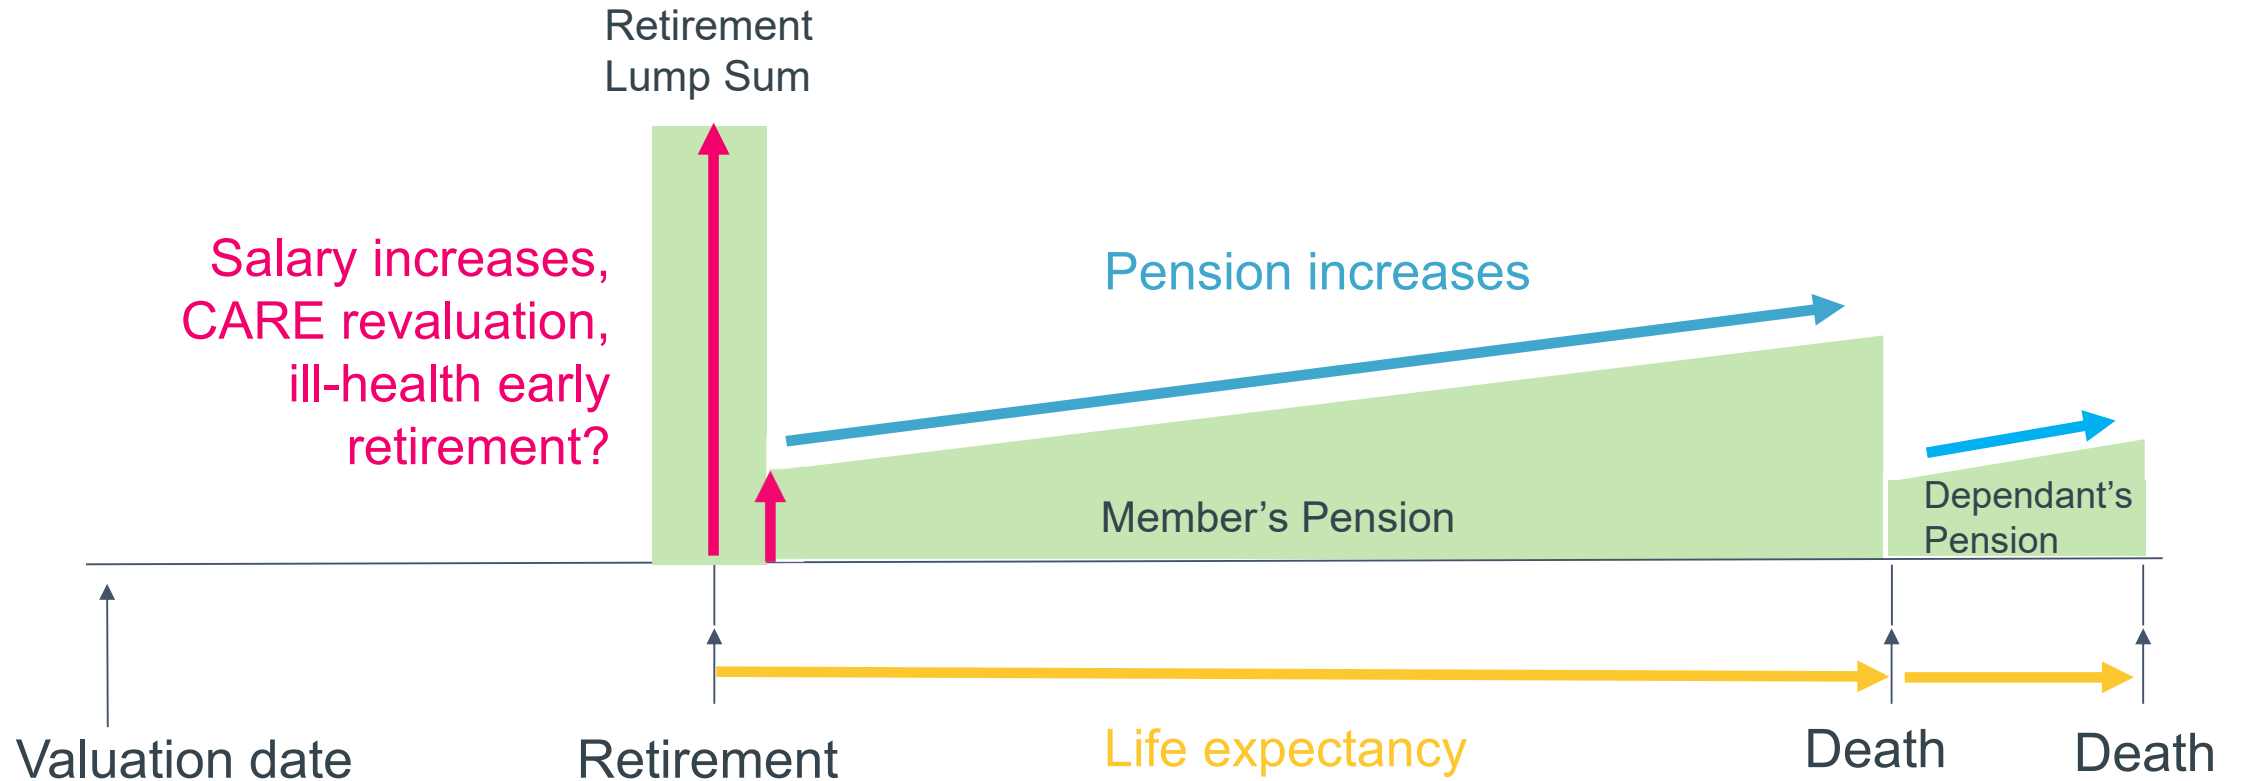 Retirement
Lump Sum
Salary increases,
CARE revaluation,
ill-health early
retirement?
Pension increases
Member’s Pension
Dependant’s
Pension
Valuation date
Retirement
Life expectancy
Death
Death